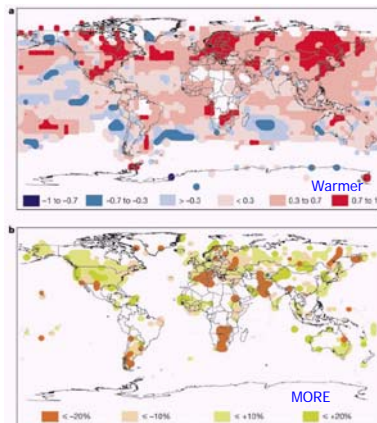 a
Warmer
−1 to −0.7 −0.7 to −0.3 > −0.3 < 0.3 0.3 to 0.7 0.7 to 1
b
MORE
≤ −20% ≤ −10% ≤ +10% ≤ +20%